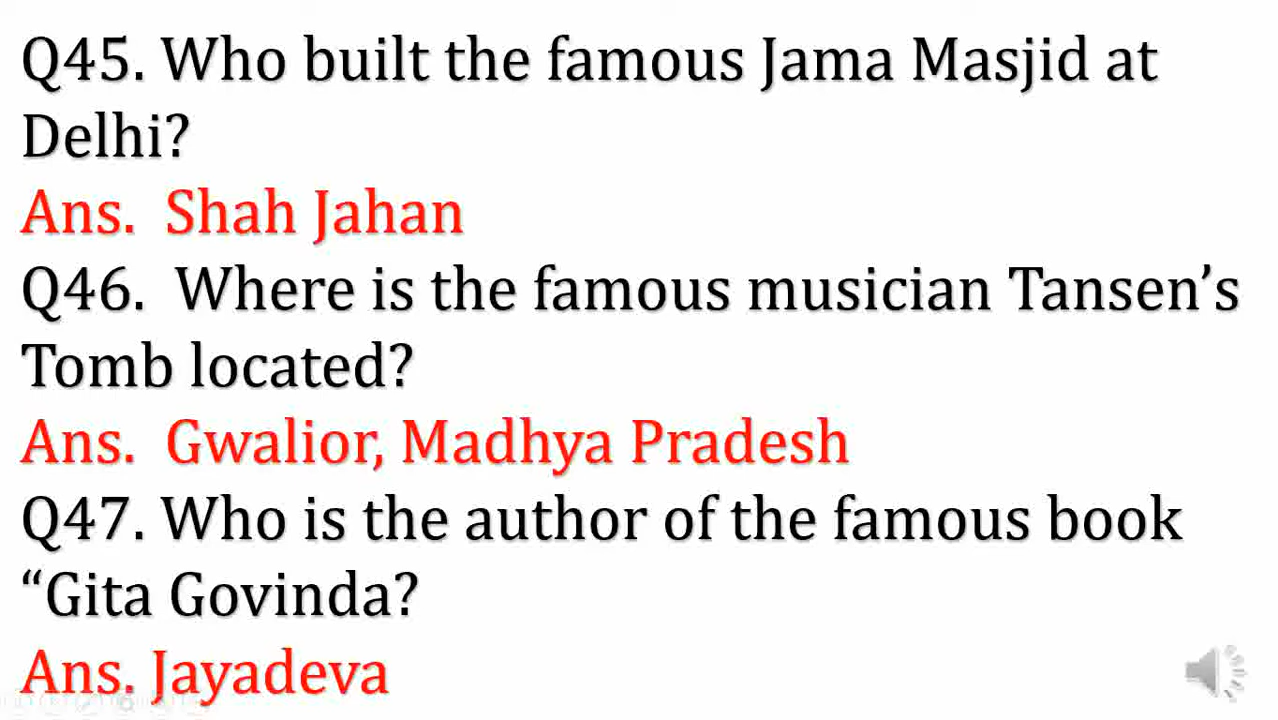 Q45. Who built the famous Jama Masjid at
Delhi?
Ans.  Shah Jahan
Q46.  Where is the famous musician Tansen’s
Tomb located?
Ans.  Gwalior, Madhya Pradesh
Q47. Who is the author of the famous book
“Gita Govinda?
Ans. Jayadeva